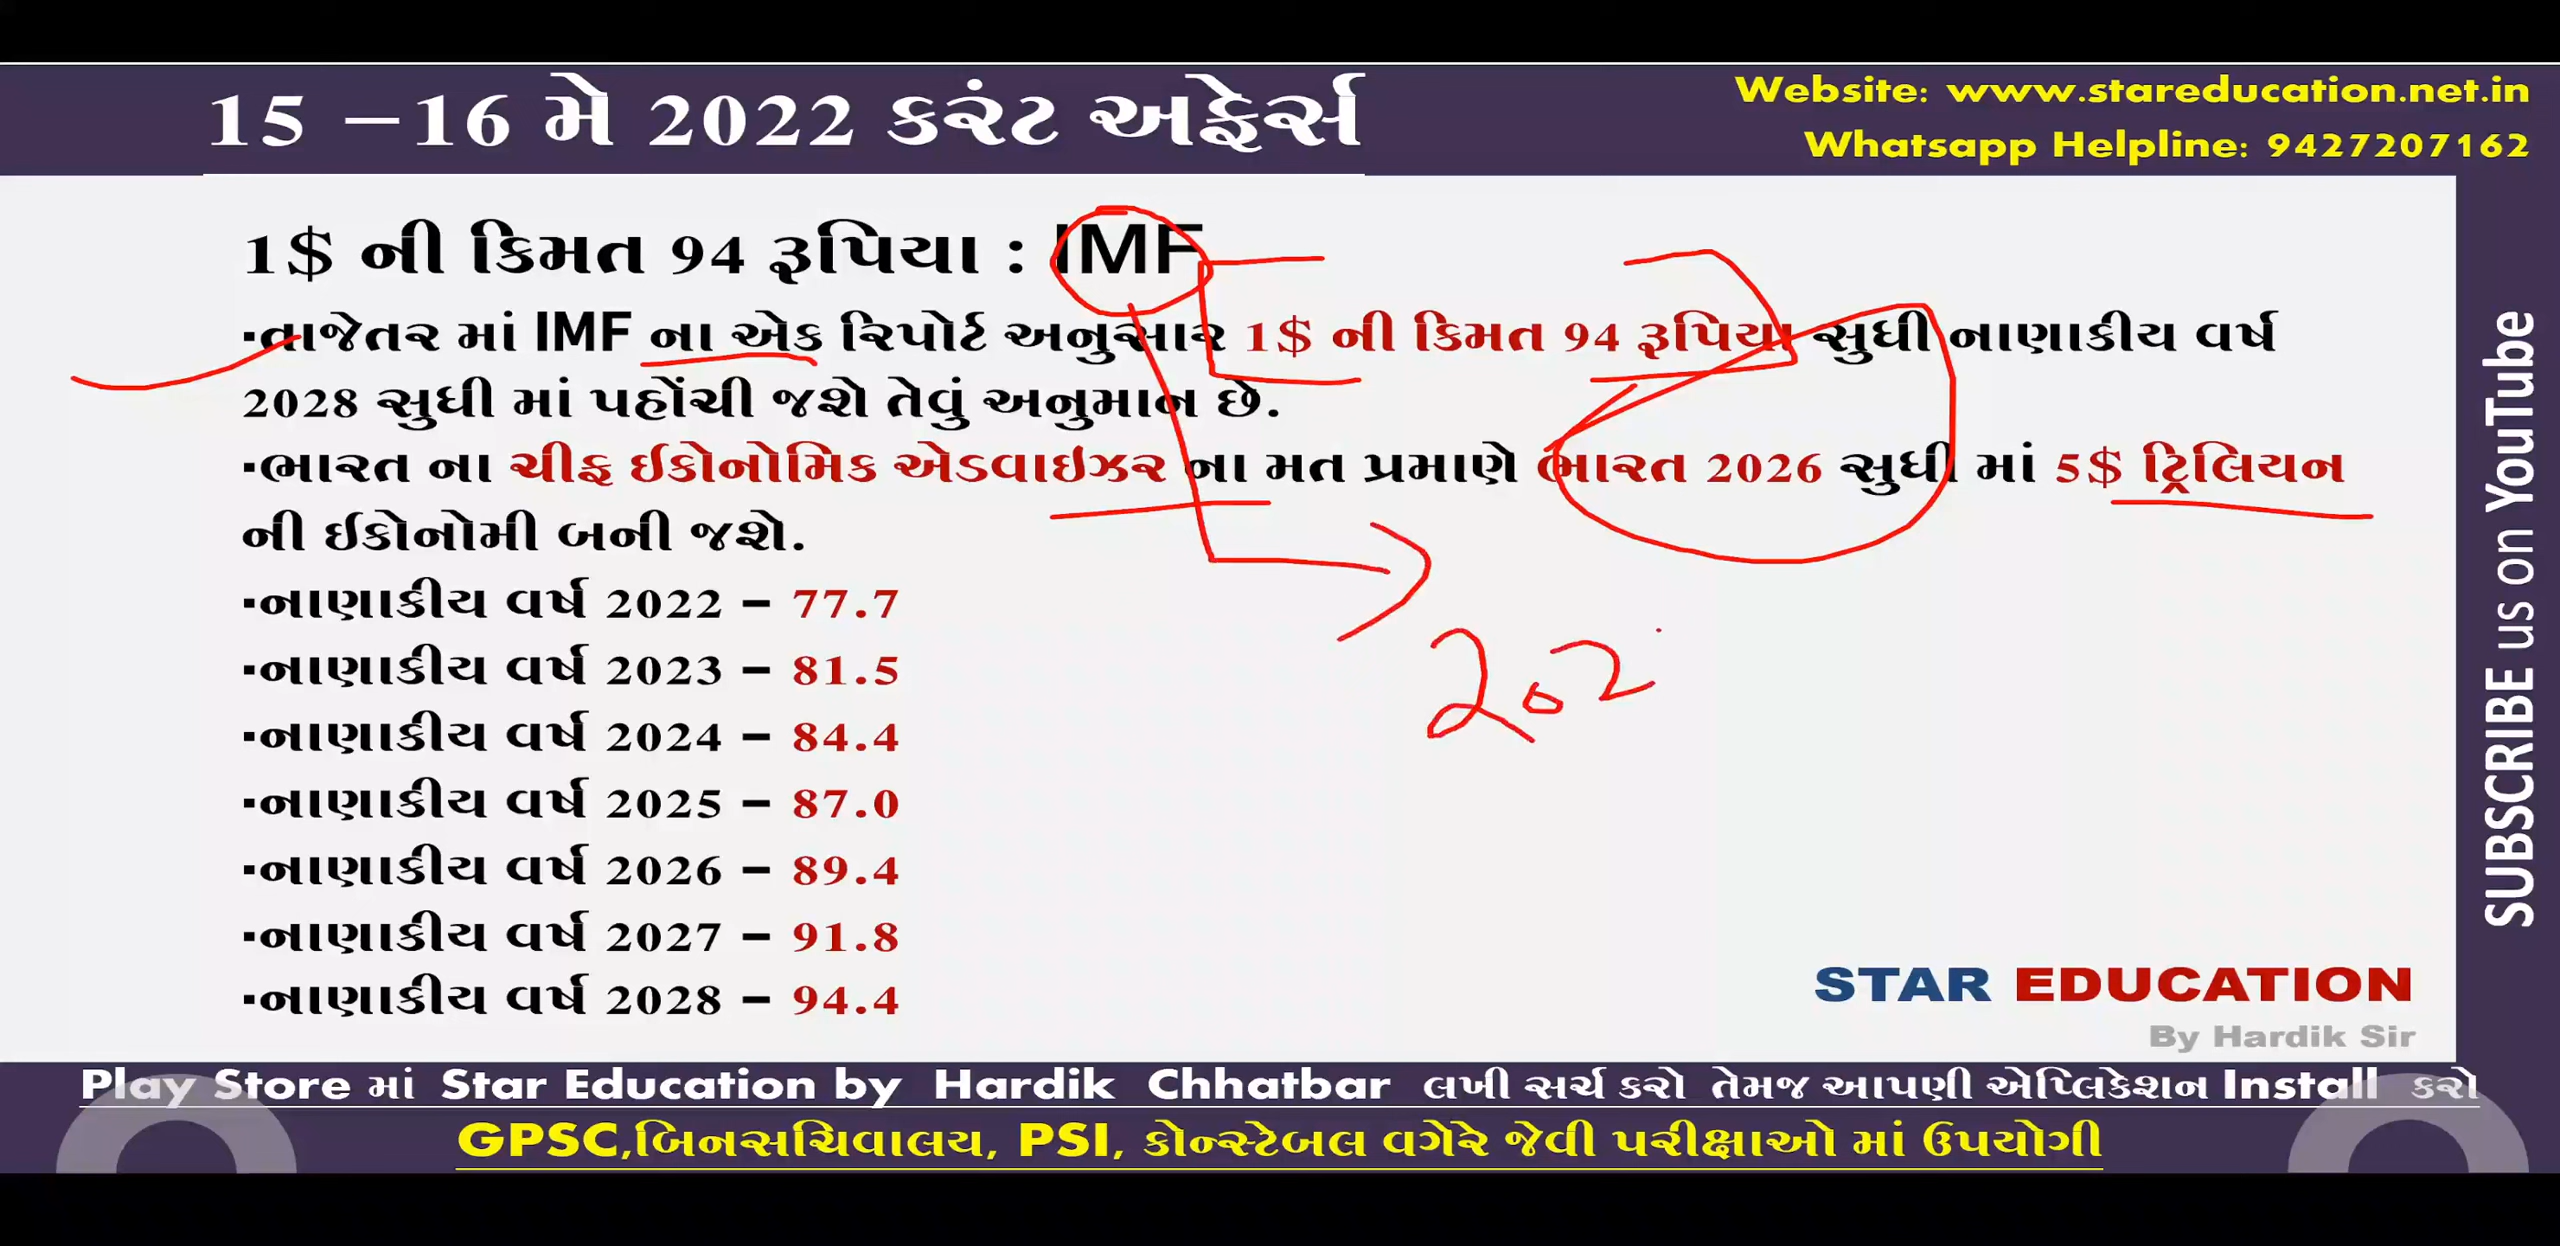 15 –16 મે 2022 કરંટ અફેર્સ
Website: www.stareducation.net.in
Whatsapp Helpline: 9427207162
1$ ની કિંમત 94 રૂપિયા : IMF
▪તાજેતર માં IMF ના એક રિપોર્ટ અનુસાર 1$ ની કિંમત 94 રૂપિયા સુધી નાણાકીય વર્ષ
2028 સુધી માં પહોંચી જશે તેવું અનુમાન છે.
▪ભારત ના ચીફ ઈકોનોમિક એડવાઇઝર ના મત પ્રમાણે ભારત 2026 સુધી માં 5$ ટ્રિલિયન
ની ઈકોનોમી બની જશે.
▪નાણાકીય વર્ષ 2022 – 77.7
▪નાણાકીય વર્ષ 2023 – 81.5
▪નાણાકીય વર્ષ 2024 – 84.4
▪નાણાકીય વર્ષ 2025 – 87.0
▪નાણાકીય વર્ષ 2026 – 89.4
▪નાણાકીય વર્ષ 2027 – 91.8
▪નાણાકીય વર્ષ 2028 – 94.4
202
SUBSCRIBE us on YouTube
STAR EDUCATION
By Hardik Sir
Play Store માં Star Education by Hardik Chhatbar લખી સર્ચ કરો તેમજ આપણી એપ્લિકેશન Install કરો
GPSC,બિનસચિવાલય, PSI, કોન્સ્ટેબલ વગેરે જેવી પરીક્ષાઓ માં ઉપયોગી